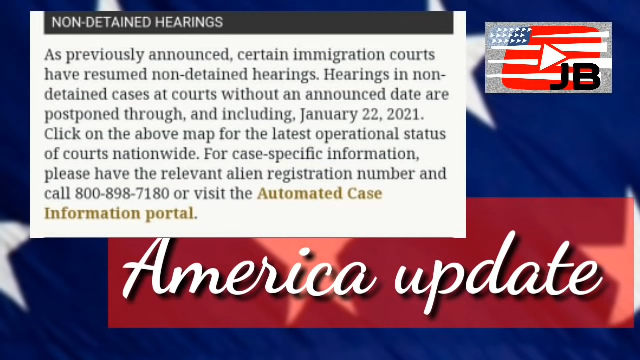 NON-DETAINED HEARINGS
As previously announced, certain immigration courts
have resumed non-detained hearings. Hearings in non-
detained cases at courts without an announced date are
postponed through, and including, January 22, 2021.
Click on the above map for the latest operational status
of courts nationwide. For case-specific information,
please have the relevant alien registration number and
call 800-898-7180 or visit the Automated Case
Information portal.
JB
America update